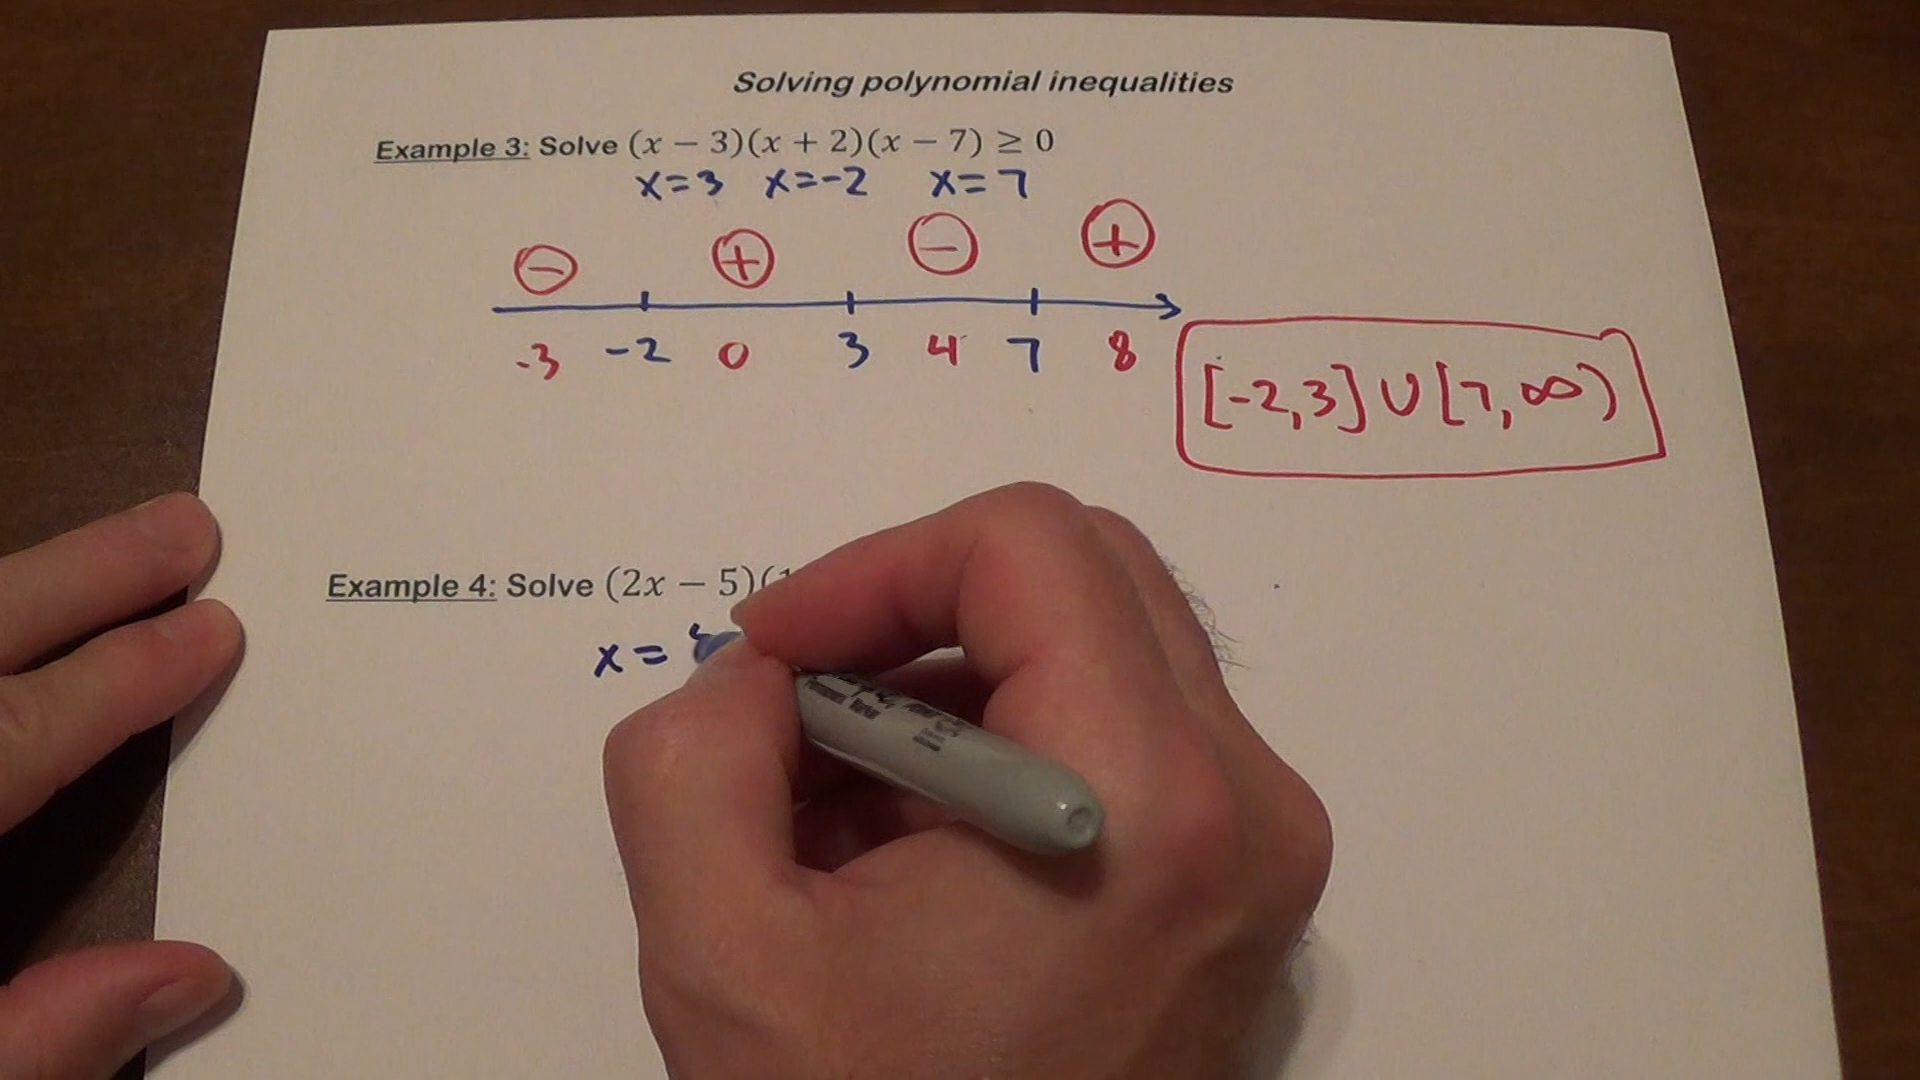 Solving polynomial inequalities
Example 3: Solve (x − 3)(x + 2)(x − 7) ≥ 0
x=3 x=-2 x=7
− + − +
-3 -2 0 3 4 7 8
[-2,3] ∪ [7, ∞)
Example 4: Solve (2x − 5)(
x =